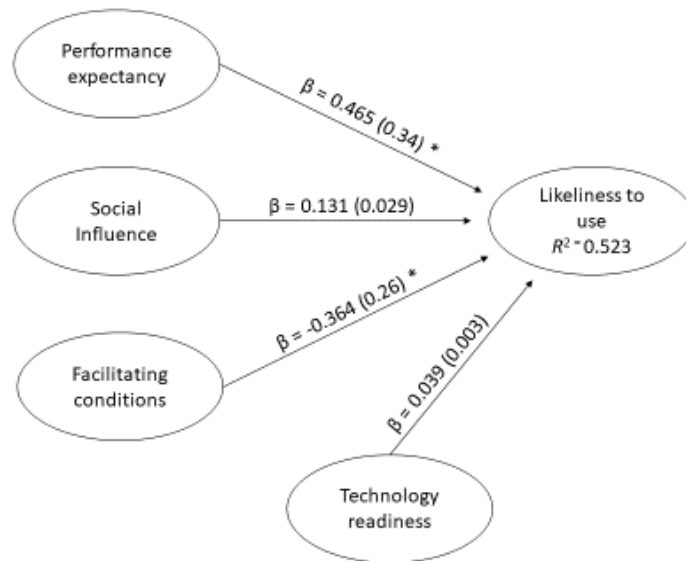 Performance
expectancy
β = 0.465 (0.34) *
Social
Influence
β = 0.131 (0.029)
Likeliness to
use
R² = 0.523
β = -0.364 (0.26) *
Facilitating
conditions
β = 0.039 (0.003)
Technology
readiness